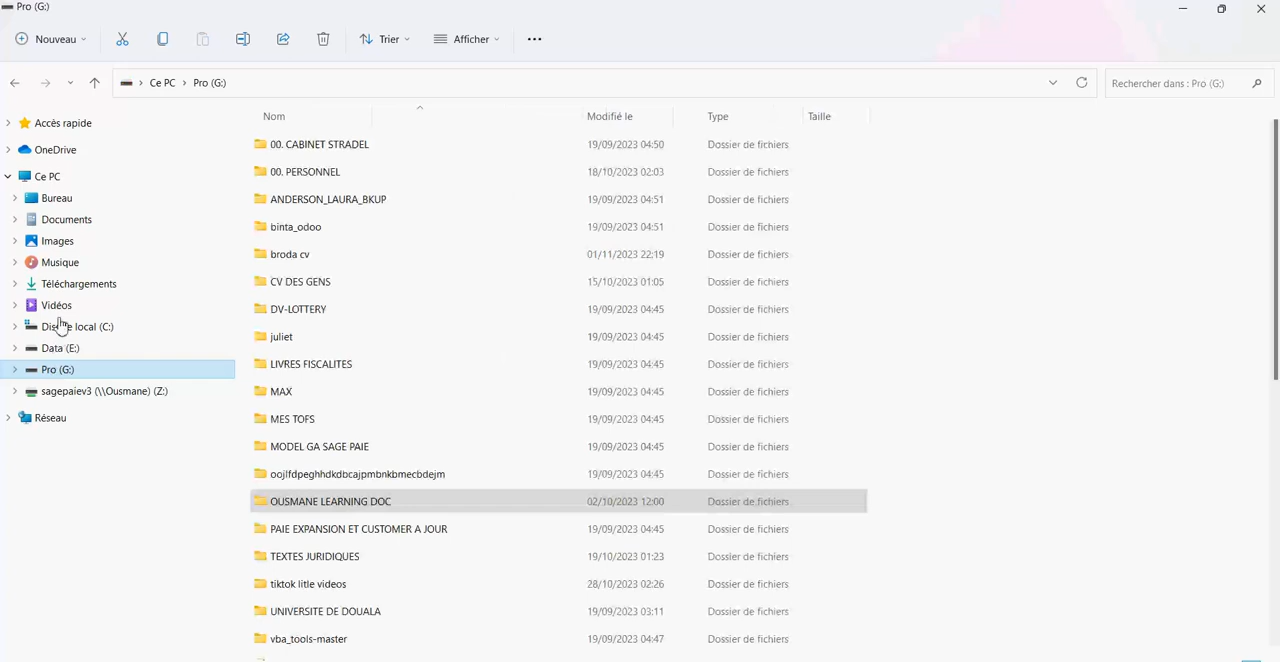 Pro (G:)
Nouveau
Trier
Afficher
Ce PC > Pro (G:)
Rechercher dans : Pro (G:)
Accès rapide
OneDrive
Ce PC
Bureau
Documents
Images
Musique
Téléchargements
Vidéos
Disque local (C:)
Data (E:)
Pro (G:)
sagepaiev3 (\\Ousmane) (Z:)
Réseau
Nom Modifié le Type Taille
00. CABINET STRADEL 19/09/2023 04:50 Dossier de fichiers
00. PERSONNEL 18/10/2023 02:03 Dossier de fichiers
ANDERSON_LAURA_BKUP 19/09/2023 04:51 Dossier de fichiers
binta_odoo 19/09/2023 04:51 Dossier de fichiers
broda cv 01/11/2023 22:19 Dossier de fichiers
CV DES GENS 15/10/2023 01:05 Dossier de fichiers
DV-LOTTERY 19/09/2023 04:45 Dossier de fichiers
juliet 19/09/2023 04:45 Dossier de fichiers
LIVRES FISCALITES 19/09/2023 04:45 Dossier de fichiers
MAX 19/09/2023 04:45 Dossier de fichiers
MES TOFS 19/09/2023 04:45 Dossier de fichiers
MODEL GA SAGE PAIE 19/09/2023 04:45 Dossier de fichiers
oojlfdpeghhdkdbcajpmbnkbmecbdejm 19/09/2023 04:45 Dossier de fichiers
OUSMANE LEARNING DOC 02/10/2023 12:00 Dossier de fichiers
PAIE EXPANSION ET CUSTOMER A JOUR 19/09/2023 04:45 Dossier de fichiers
TEXTES JURIDIQUES 19/10/2023 01:23 Dossier de fichiers
tiktok litle videos 28/10/2023 02:26 Dossier de fichiers
UNIVERSITE DE DOUALA 19/09/2023 03:11 Dossier de fichiers
vba_tools-master 19/09/2023 04:47 Dossier de fichiers